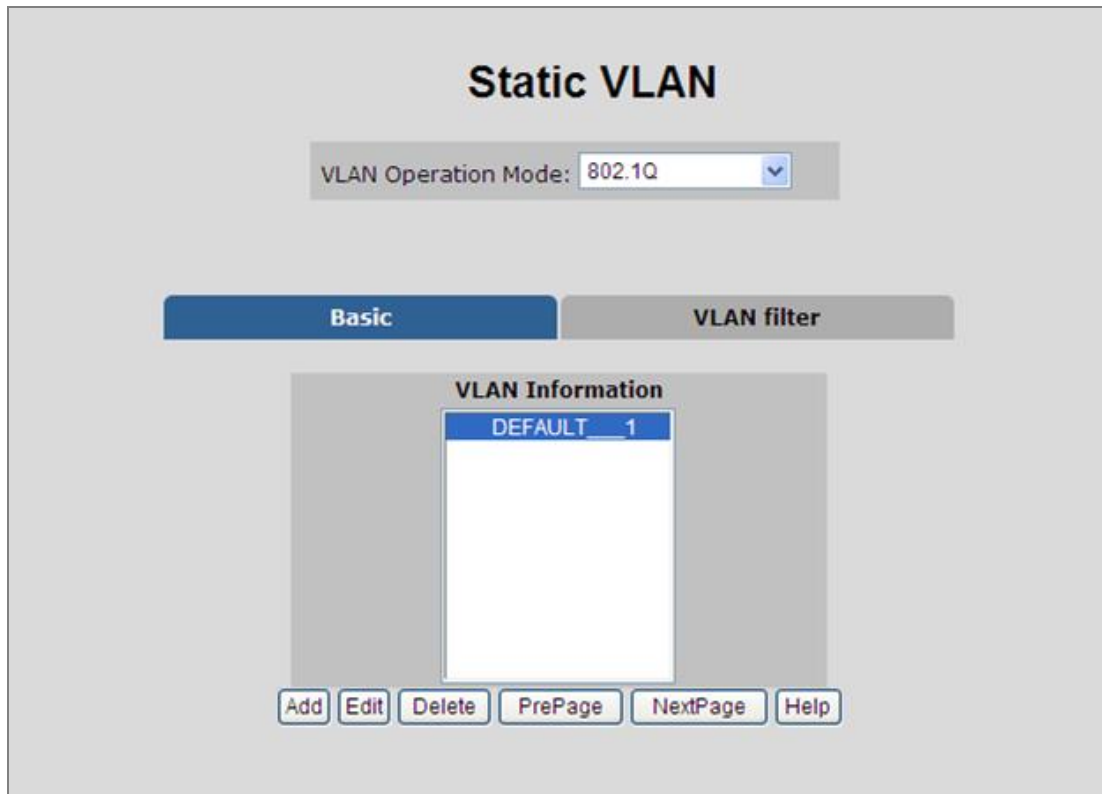 Static VLAN
VLAN Operation Mode: 802.1Q
Basic VLAN filter
VLAN Information
DEFAULT___1
Add Edit Delete PrePage NextPage Help